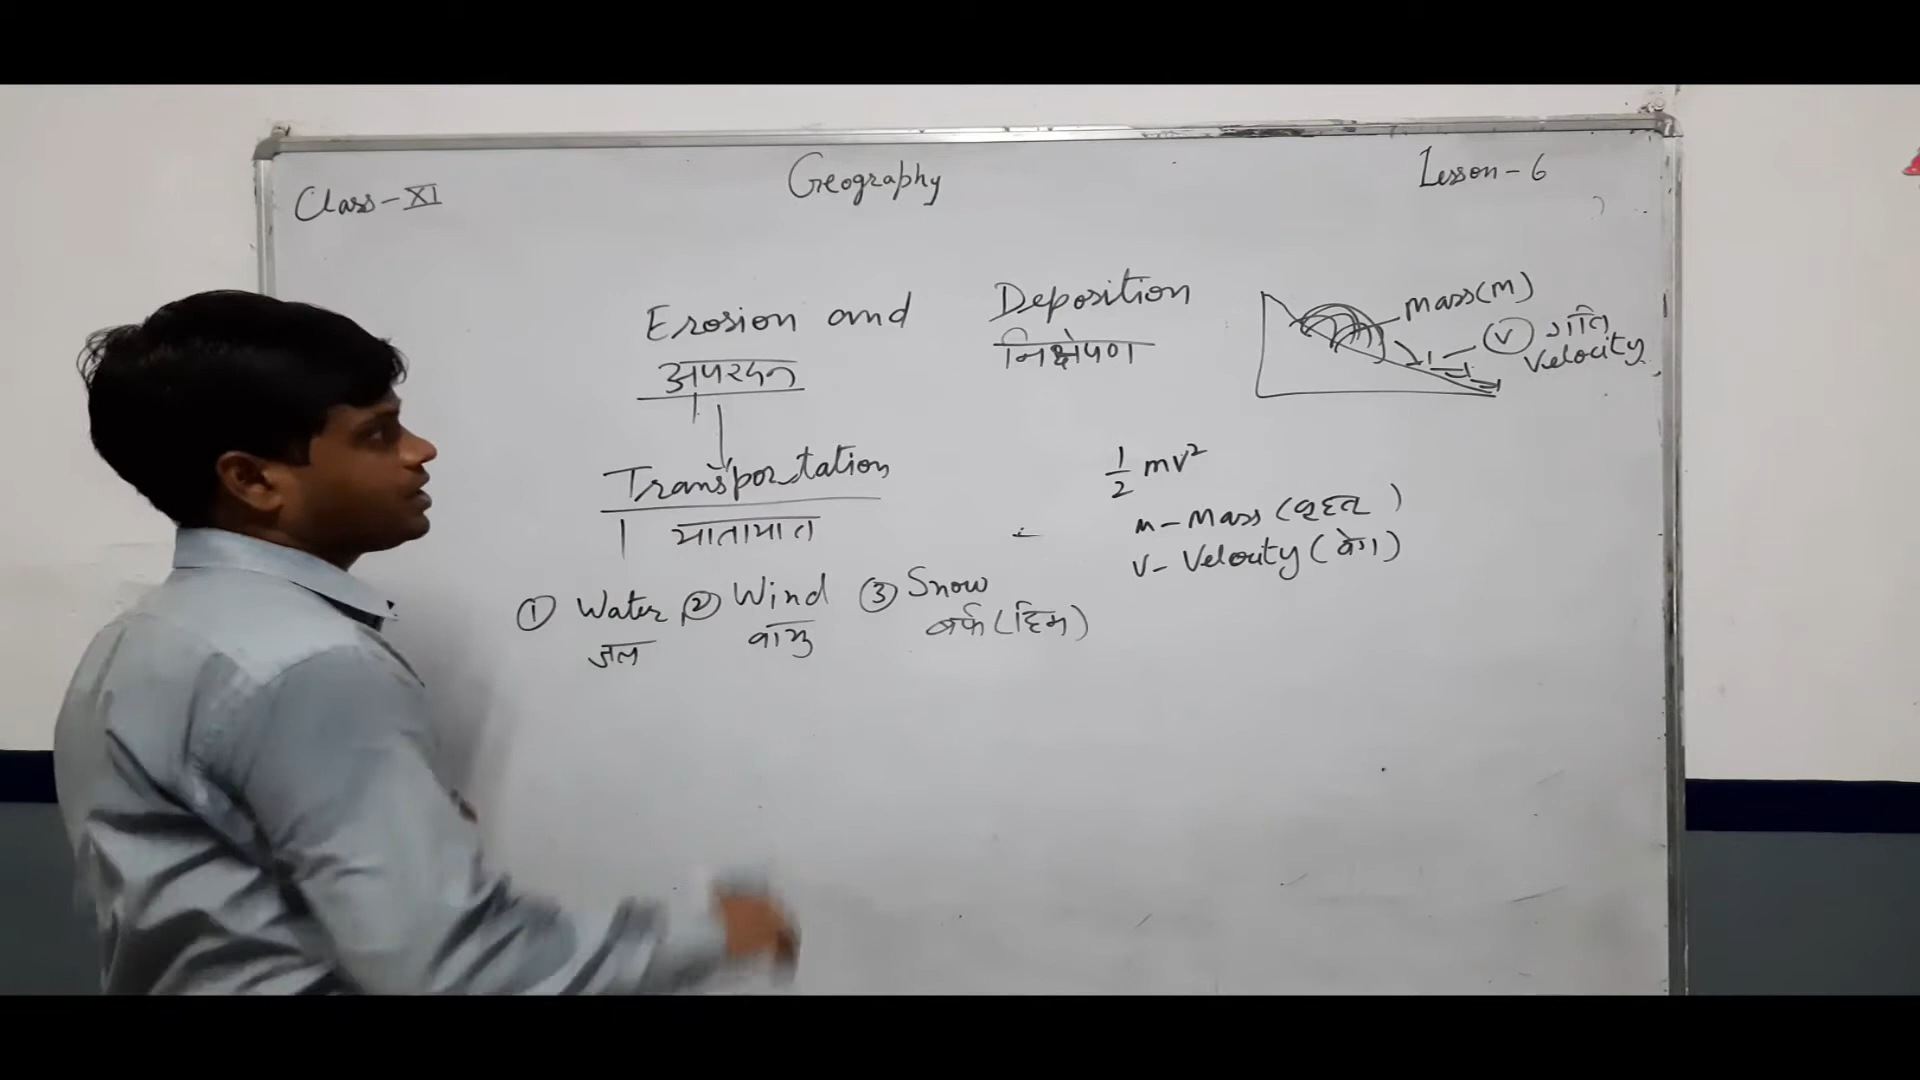 Class-XI
Geography
Lesson-6
Erosion and Deposition
अपरदन
निक्षेपण
Mass(m)
V गति
Velocity
Transportation
यातायात
1/2 mv²
m-Mass(
v-Velocity(वेग)
① Water ② Wind ③ Snow
जल वायु बर्फ(हिम)